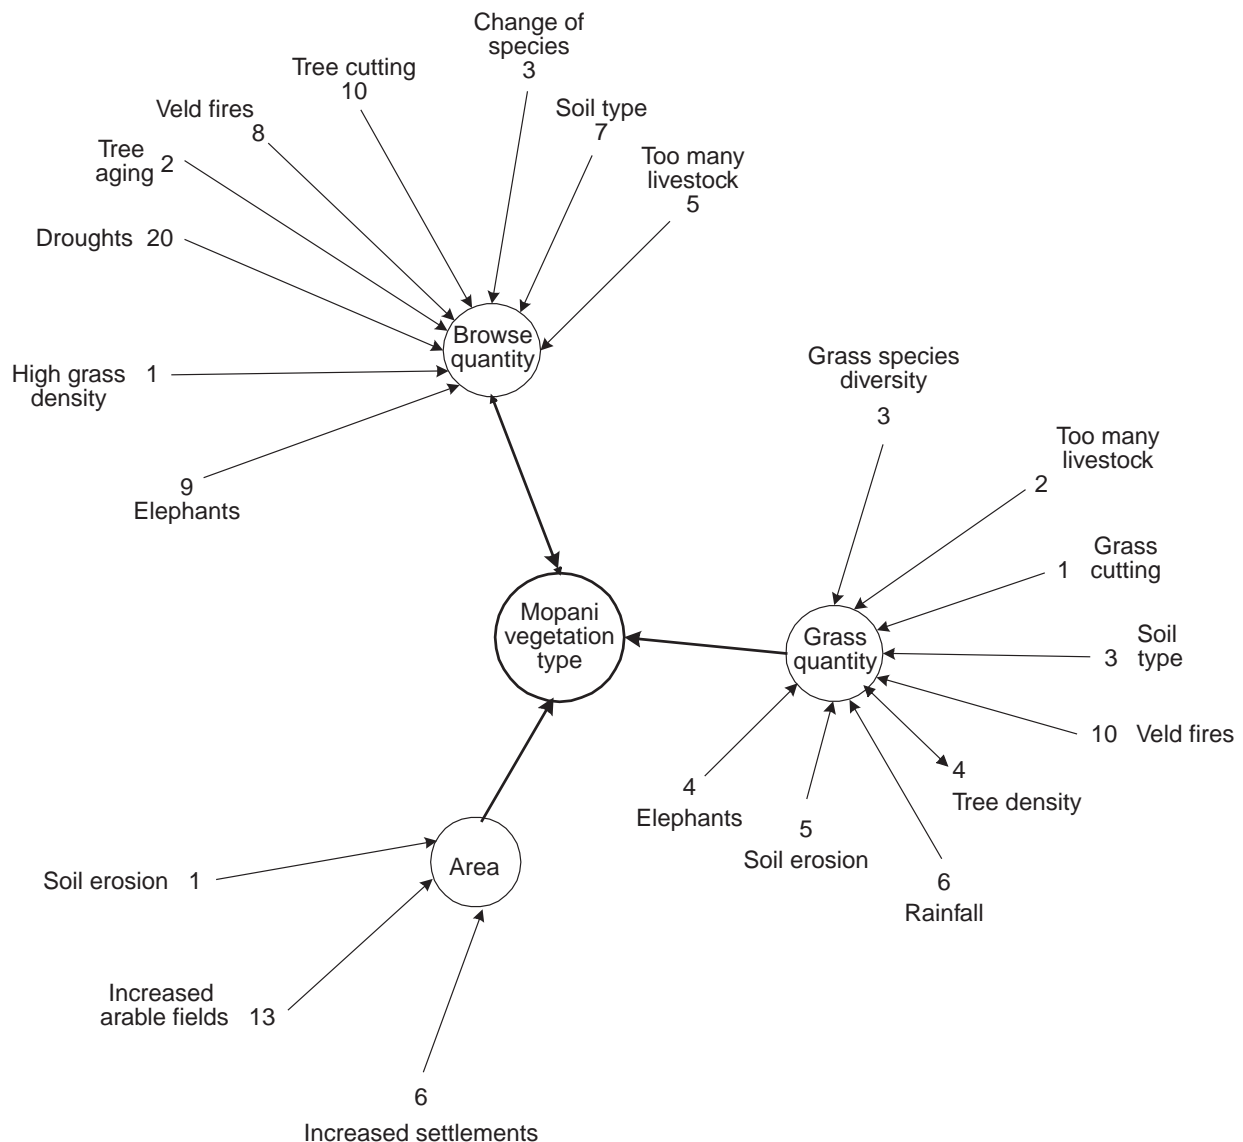 Change of
species
3
Tree cutting
10
Veld fires
8
Soil type
7
Tree
aging 2
Too many
livestock
5
Droughts 20
Browse
quantity
High grass 1
density
9
Elephants
Grass species
diversity
3
Too many
livestock
2
Grass
1 cutting
Mopani
vegetation
type
Grass
quantity
Soil
3 type
10 Veld fires
4
Tree density
4
Elephants
5
Soil erosion
6
Rainfall
Area
Soil erosion 1
Increased
arable fields 13
6
Increased settlements